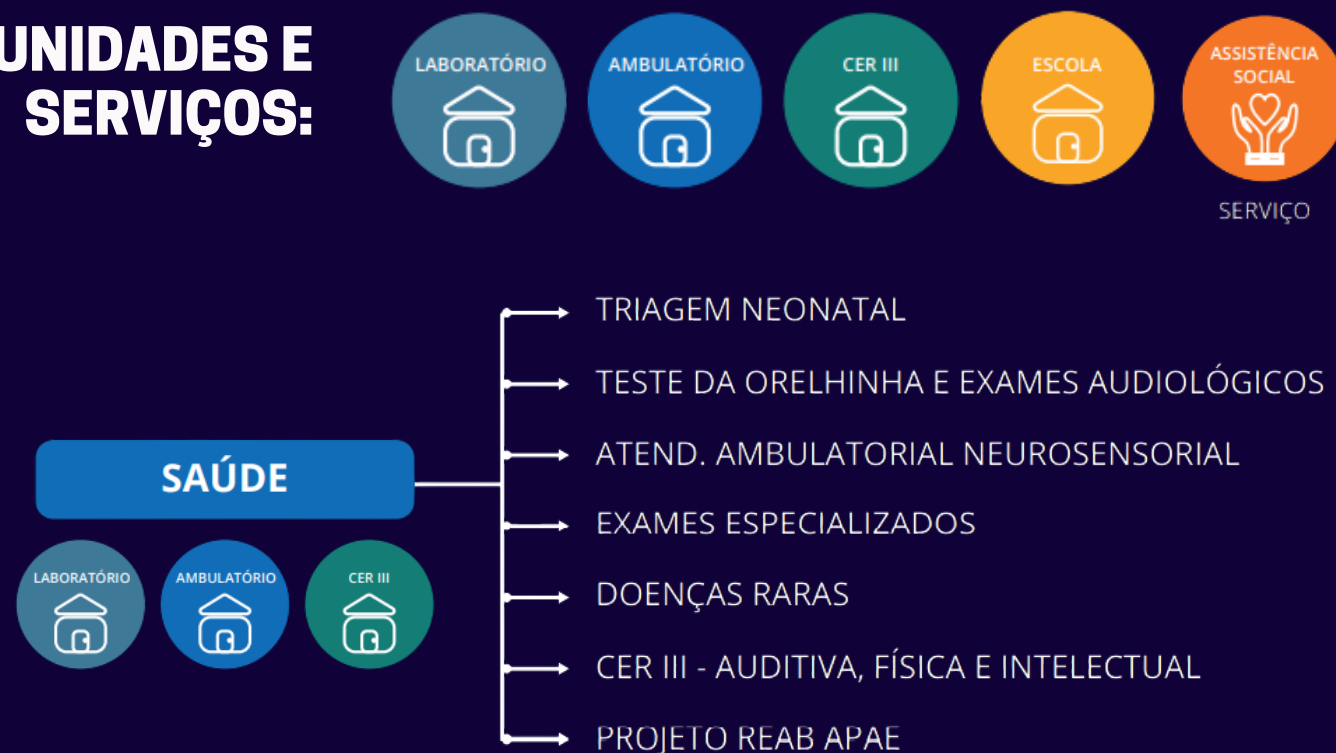 UNIDADES E
SERVIÇOS:
LABORATÓRIO
AMBULATÓRIO
CER III
ESCOLA
ASSISTÊNCIA
SOCIAL
SERVIÇO
TRIAGEM NEONATAL
TESTE DA ORELHINHA E EXAMES AUDIOLÓGICOS
ATEND. AMBULATORIAL NEUROSENSORIAL
SAÚDE
EXAMES ESPECIALIZADOS
LABORATÓRIO
AMBULATÓRIO
CER III
DOENÇAS RARAS
CER III - AUDITIVA, FÍSICA E INTELECTUAL
PROJETO REAB APAE